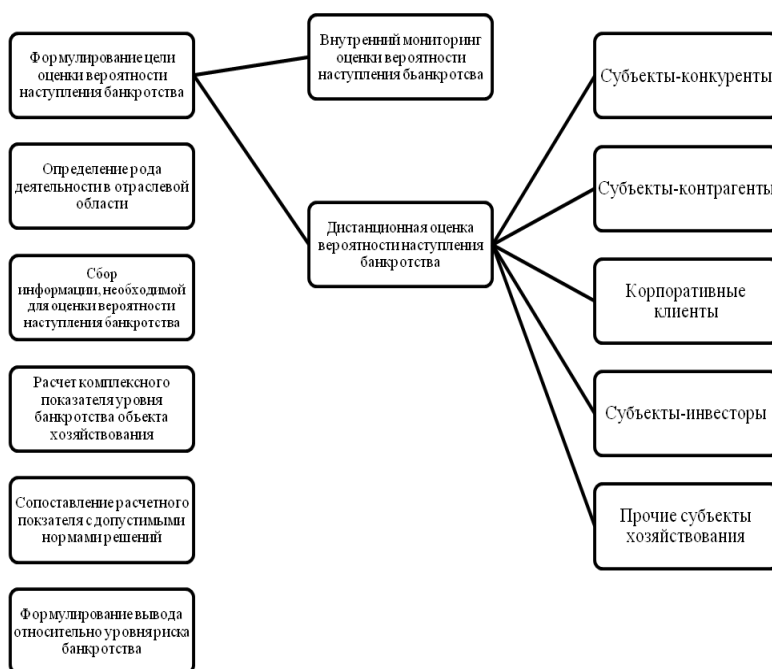 Формулирование цели
оценки вероятности
наступления банкротства
Определение рода
деятельности в отраслевой
области
Сбор
информации, необходимой
для оценки вероятности
наступления банкротства
Расчет комплексного
показателя уровня
банкротства объекта
хозяйствования
Сопоставление расчетного
покзателя с допустимыми
нормами решений
Формулирование вывода
относительно уровня риска
банкротства
Внутренний мониторинг
оценки вероятности
наступления бьанкротсва
Дистанционная оценка
вероятности наступления
банкротства
Субъекты-конкуренты
Субъекты-контрагенты
Корпоративные
клиенты
Субъекты-инвесторы
Прочие субъекты
хозяйствования